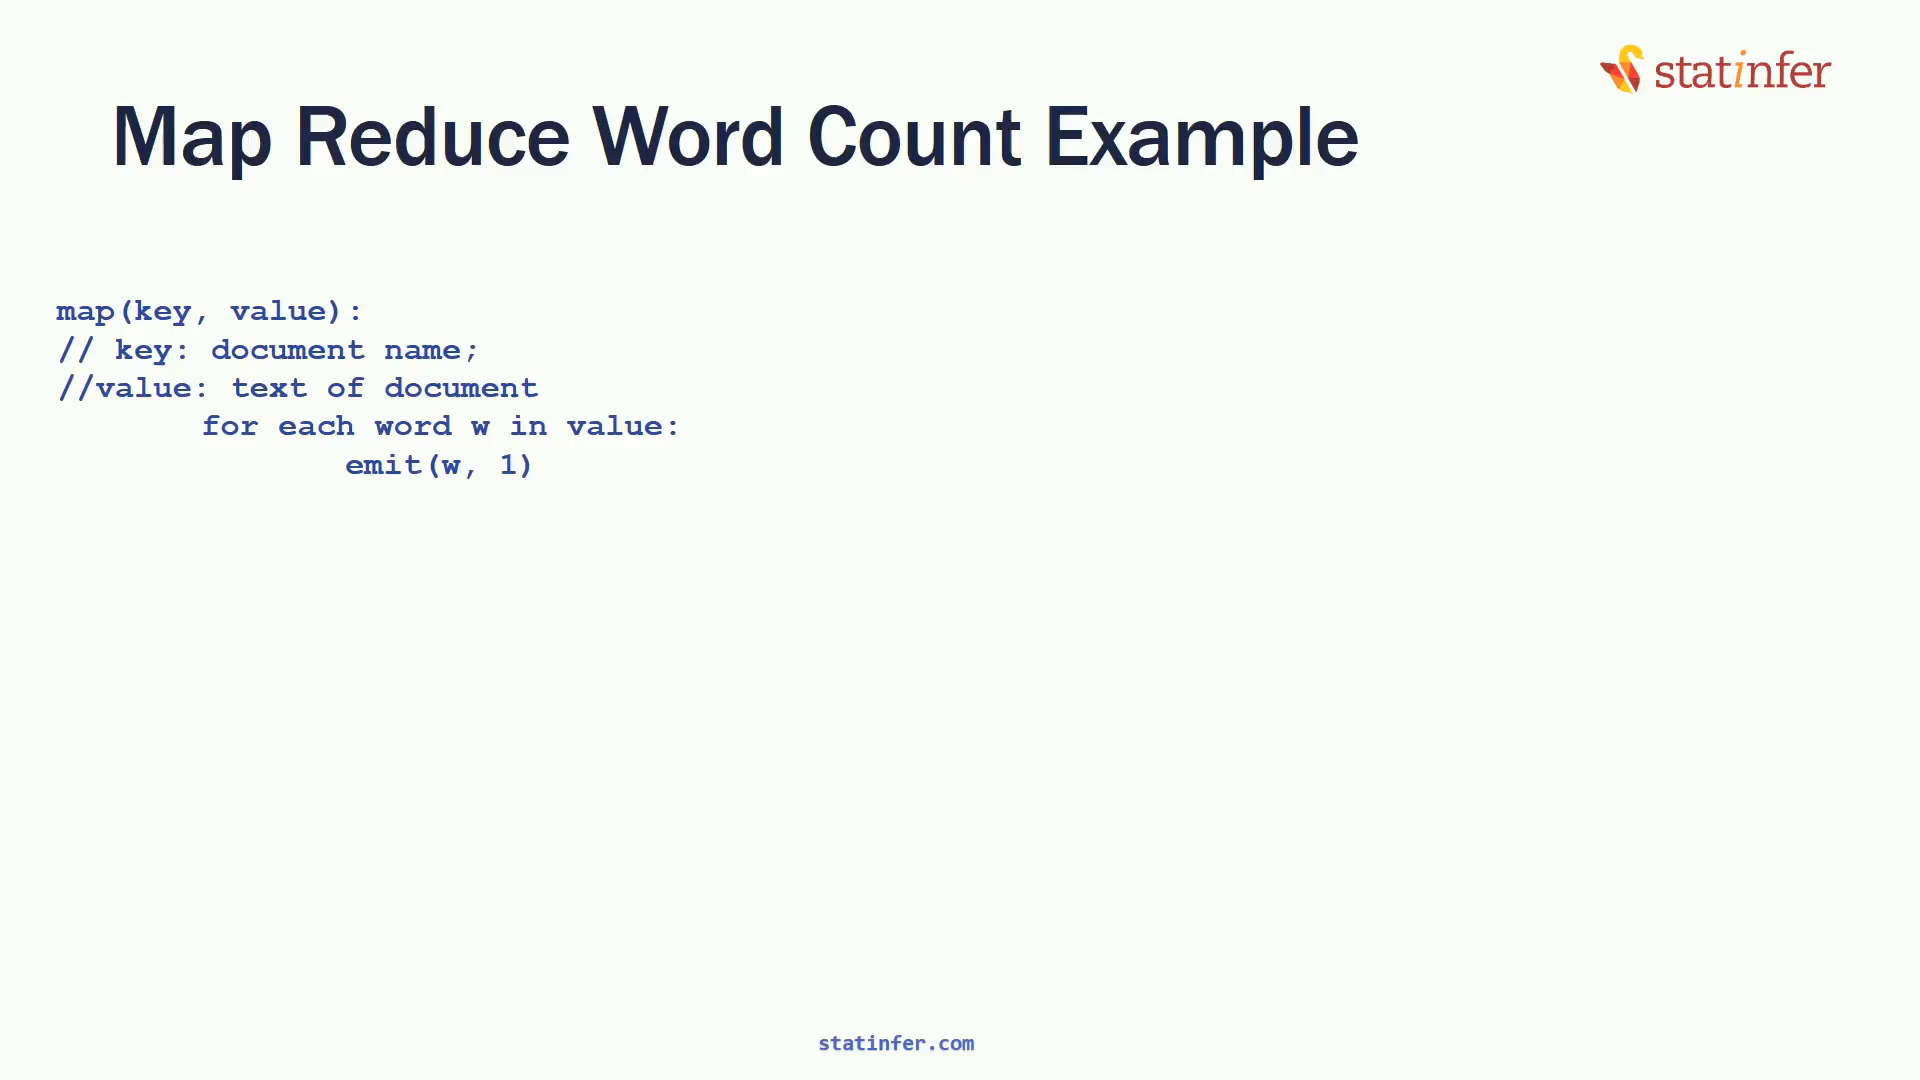 statinfer
Map Reduce Word Count Example
map(key, value):
// key: document name;
//value: text of document
for each word w in value:
emit(w, 1)
statinfer.com